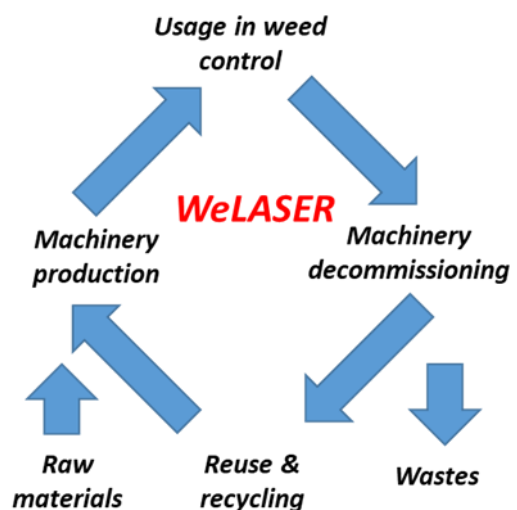 Usage in weed
control
WeLASER
Machinery
production
Machinery
decommissioning
Raw
materials
Reuse &
recycling
Wastes